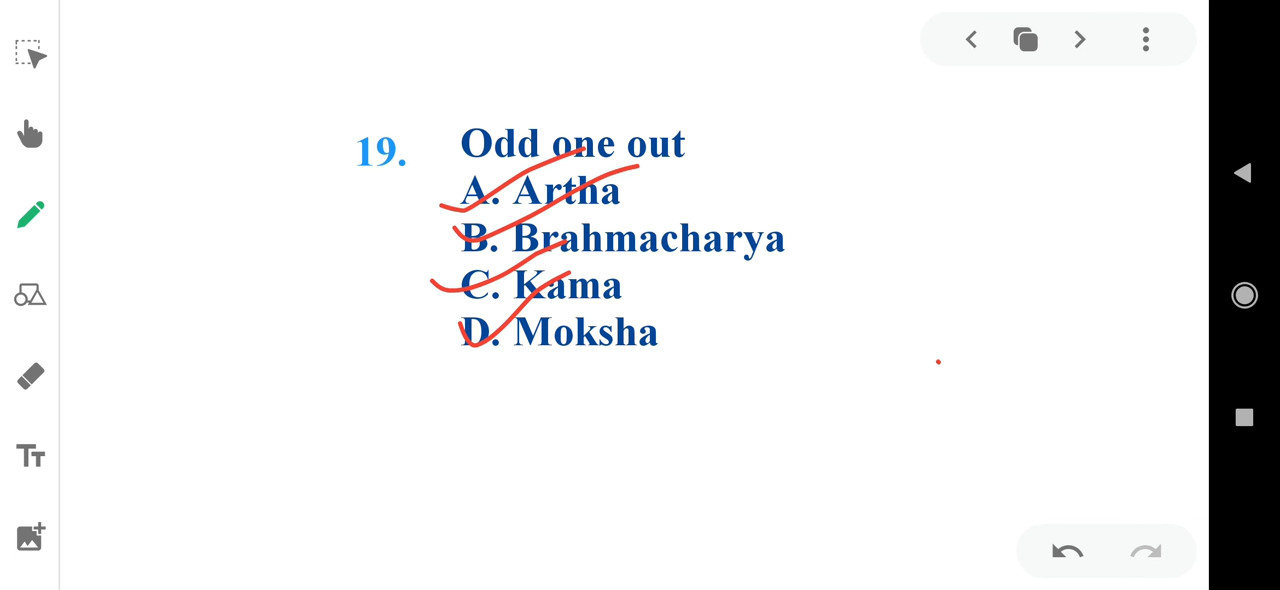 19. Odd one out
A. Artha
B. Brahmacharya
C. Kama
D. Moksha